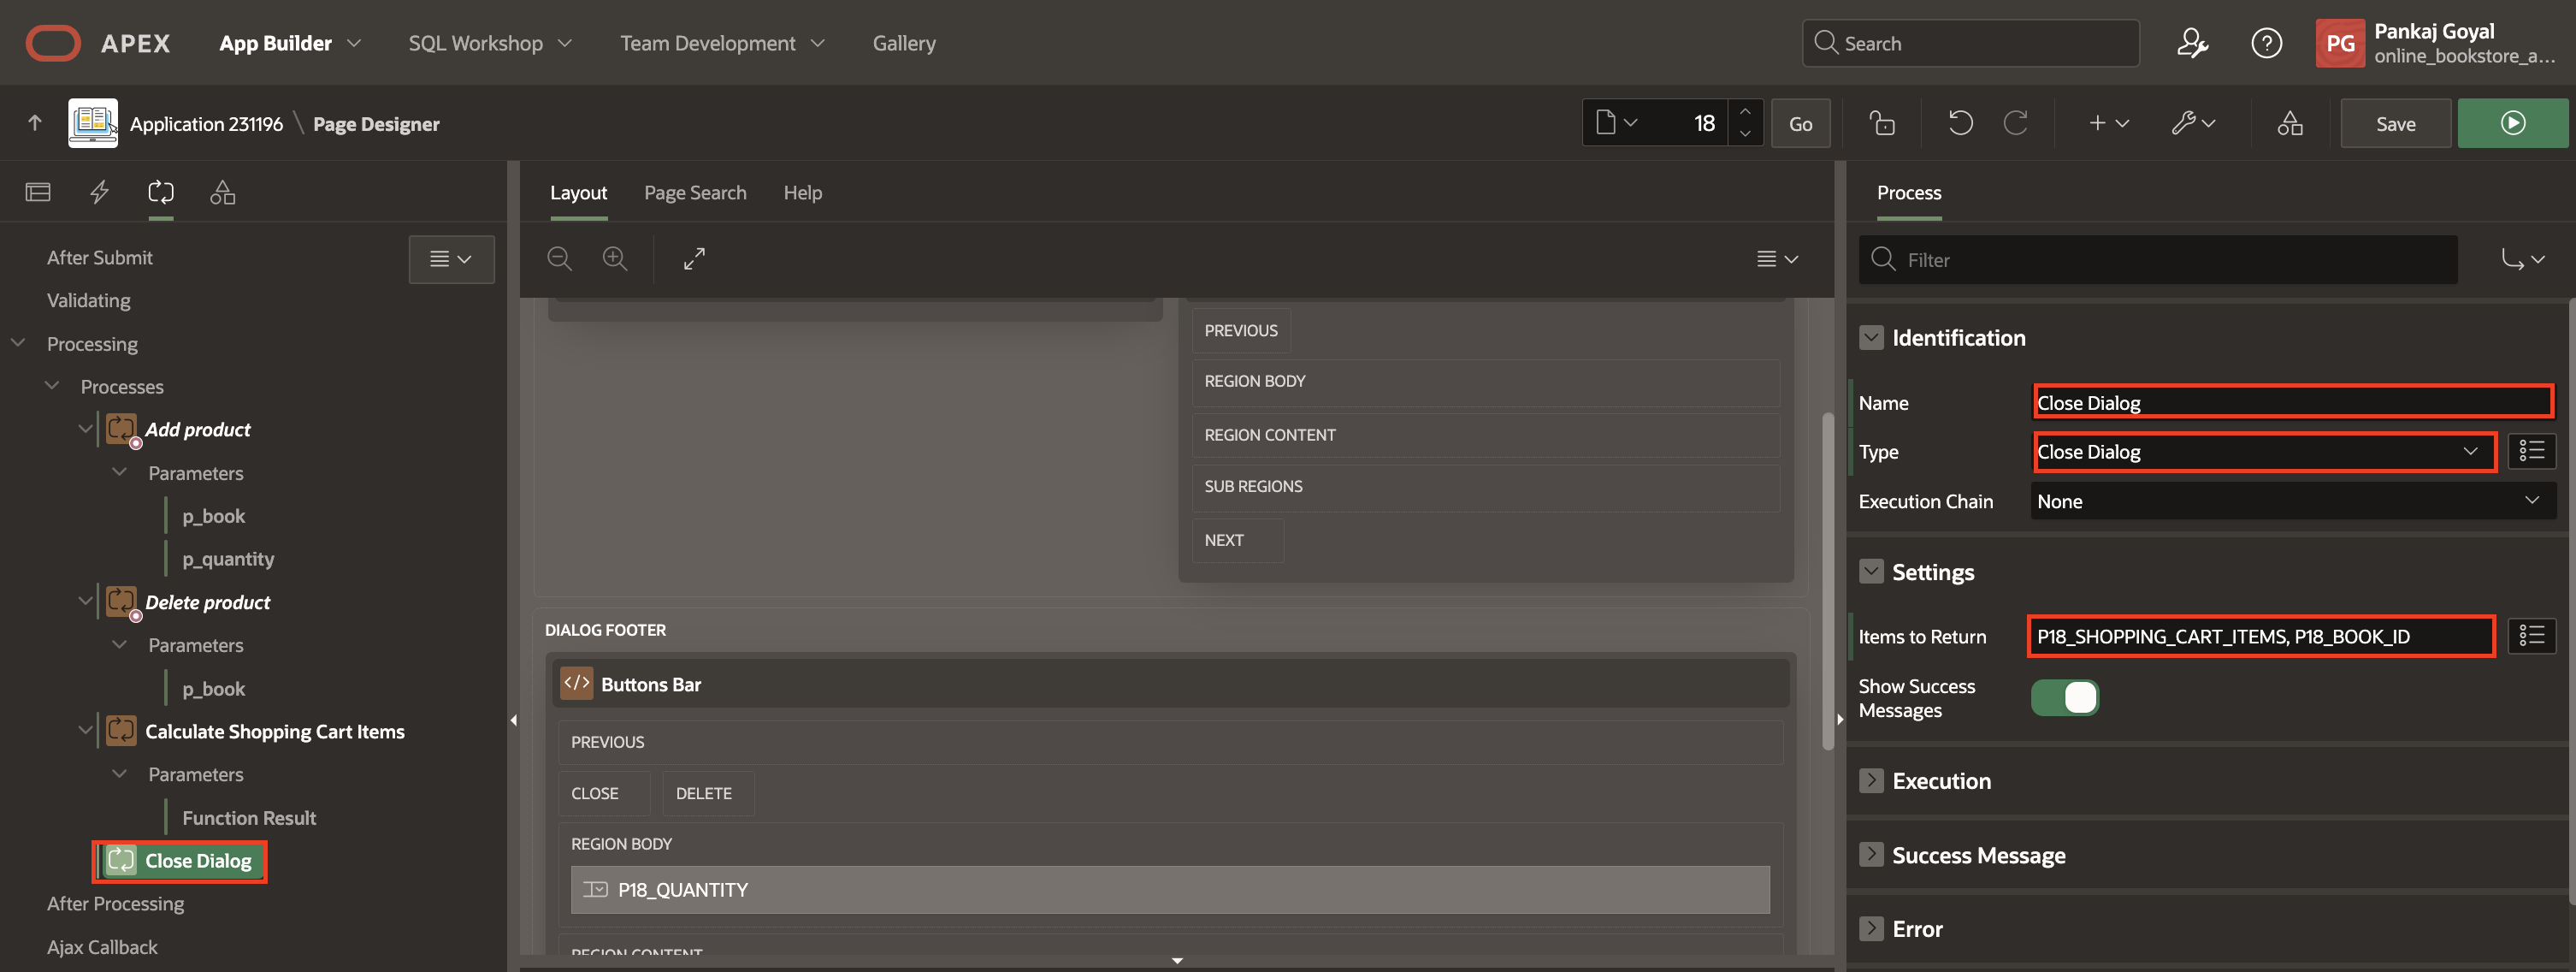 APEX App Builder SQL Workshop Team Development Gallery Search PG Pankaj Goyal
online_bookstore_a...
Application 231196 \ Page Designer 18 Go Save
Layout Page Search Help
Process
Filter
After Submit
Validating
Processing
Processes
Add product
Parameters
p_book
p_quantity
Delete product
Parameters
p_book
Calculate Shopping Cart Items
Parameters
Function Result
Close Dialog
After Processing
Ajax Callback
PREVIOUS
REGION BODY
REGION CONTENT
SUB REGIONS
NEXT
DIALOG FOOTER
</> Buttons Bar
PREVIOUS
CLOSE DELETE
REGION BODY
P18_QUANTITY
REGION CONTENT
Identification
Name Close Dialog
Type Close Dialog
Execution Chain None
Settings
Items to Return P18_SHOPPING_CART_ITEMS, P18_BOOK_ID
Show Success
Messages
Execution
Success Message
Error